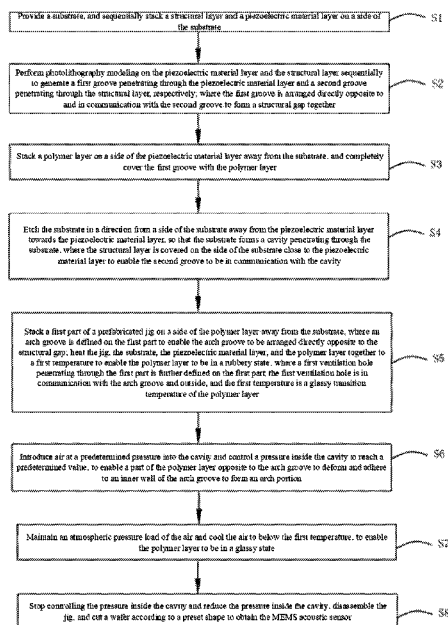 Provide a substrate, and sequentially stack a structural layer and a piezoelectric material layer on a side of
the substrate
S1
Perform photolithography modeling on the piezoelectric material layer and the structural layer sequentially
to generate a first groove penetrating through the piezoelectric material layer and a second groove
penetrating through the structural layer, respectively, where the first groove is arranged directly opposite to
and in communication with the second groove to form a structural gap together
S2
Stack a polymer layer on a side of the piezoelectric material layer away from the substrate, and completely
cover the first groove with the polymer layer
S3
Etch the substrate in a direction from a side of the substrate away from the piezoelectric material layer
towards the piezoelectric material layer, so that the substrate forms a cavity penetrating through the
substrate, where the structural layer is covered on the side of the substrate close to the piezoelectric
material layer to enable the second groove to be in communication with the cavity
S4
Stack a first part of a prefabricated jig on a side of the polymer layer away from the substrate, where an
arch groove is defined on the first part to enable the arch groove to be arranged directly opposite to the
structural gap; heat the jig, the substrate, the piezoelectric material layer, and the polymer layer together to
a first temperature to enable the polymer layer to be in a rubbery state, where a first ventilation hole
penetrating through the first part is further defined on the first part, the first ventilation hole is in
communication with the arch groove and outside, and the first temperature is a glassy transition
temperature of the polymer layer
S5
Introduce air at a predetermined pressure into the cavity and control a pressure inside the cavity to reach a
predetermined value, to enable a part of the polymer layer opposite to the arch groove to deform and adhere
to an inner wall of the arch groove to form an arch portion
S6
Maintain an atmospheric pressure load of the air and cool the air to below the first temperature, to enable
the polymer layer to be in a glassy state
S7
Stop controlling the pressure inside the cavity and reduce the pressure inside the cavity, disassemble the
jig, and cut a wafer according to a preset shape to obtain the MEMS acoustic sensor
S8